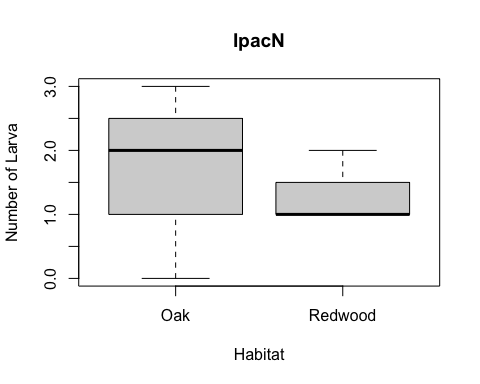 IpacN
Number of Larva
3.0
2.0
1.0
0.0
Oak
Redwood
Habitat